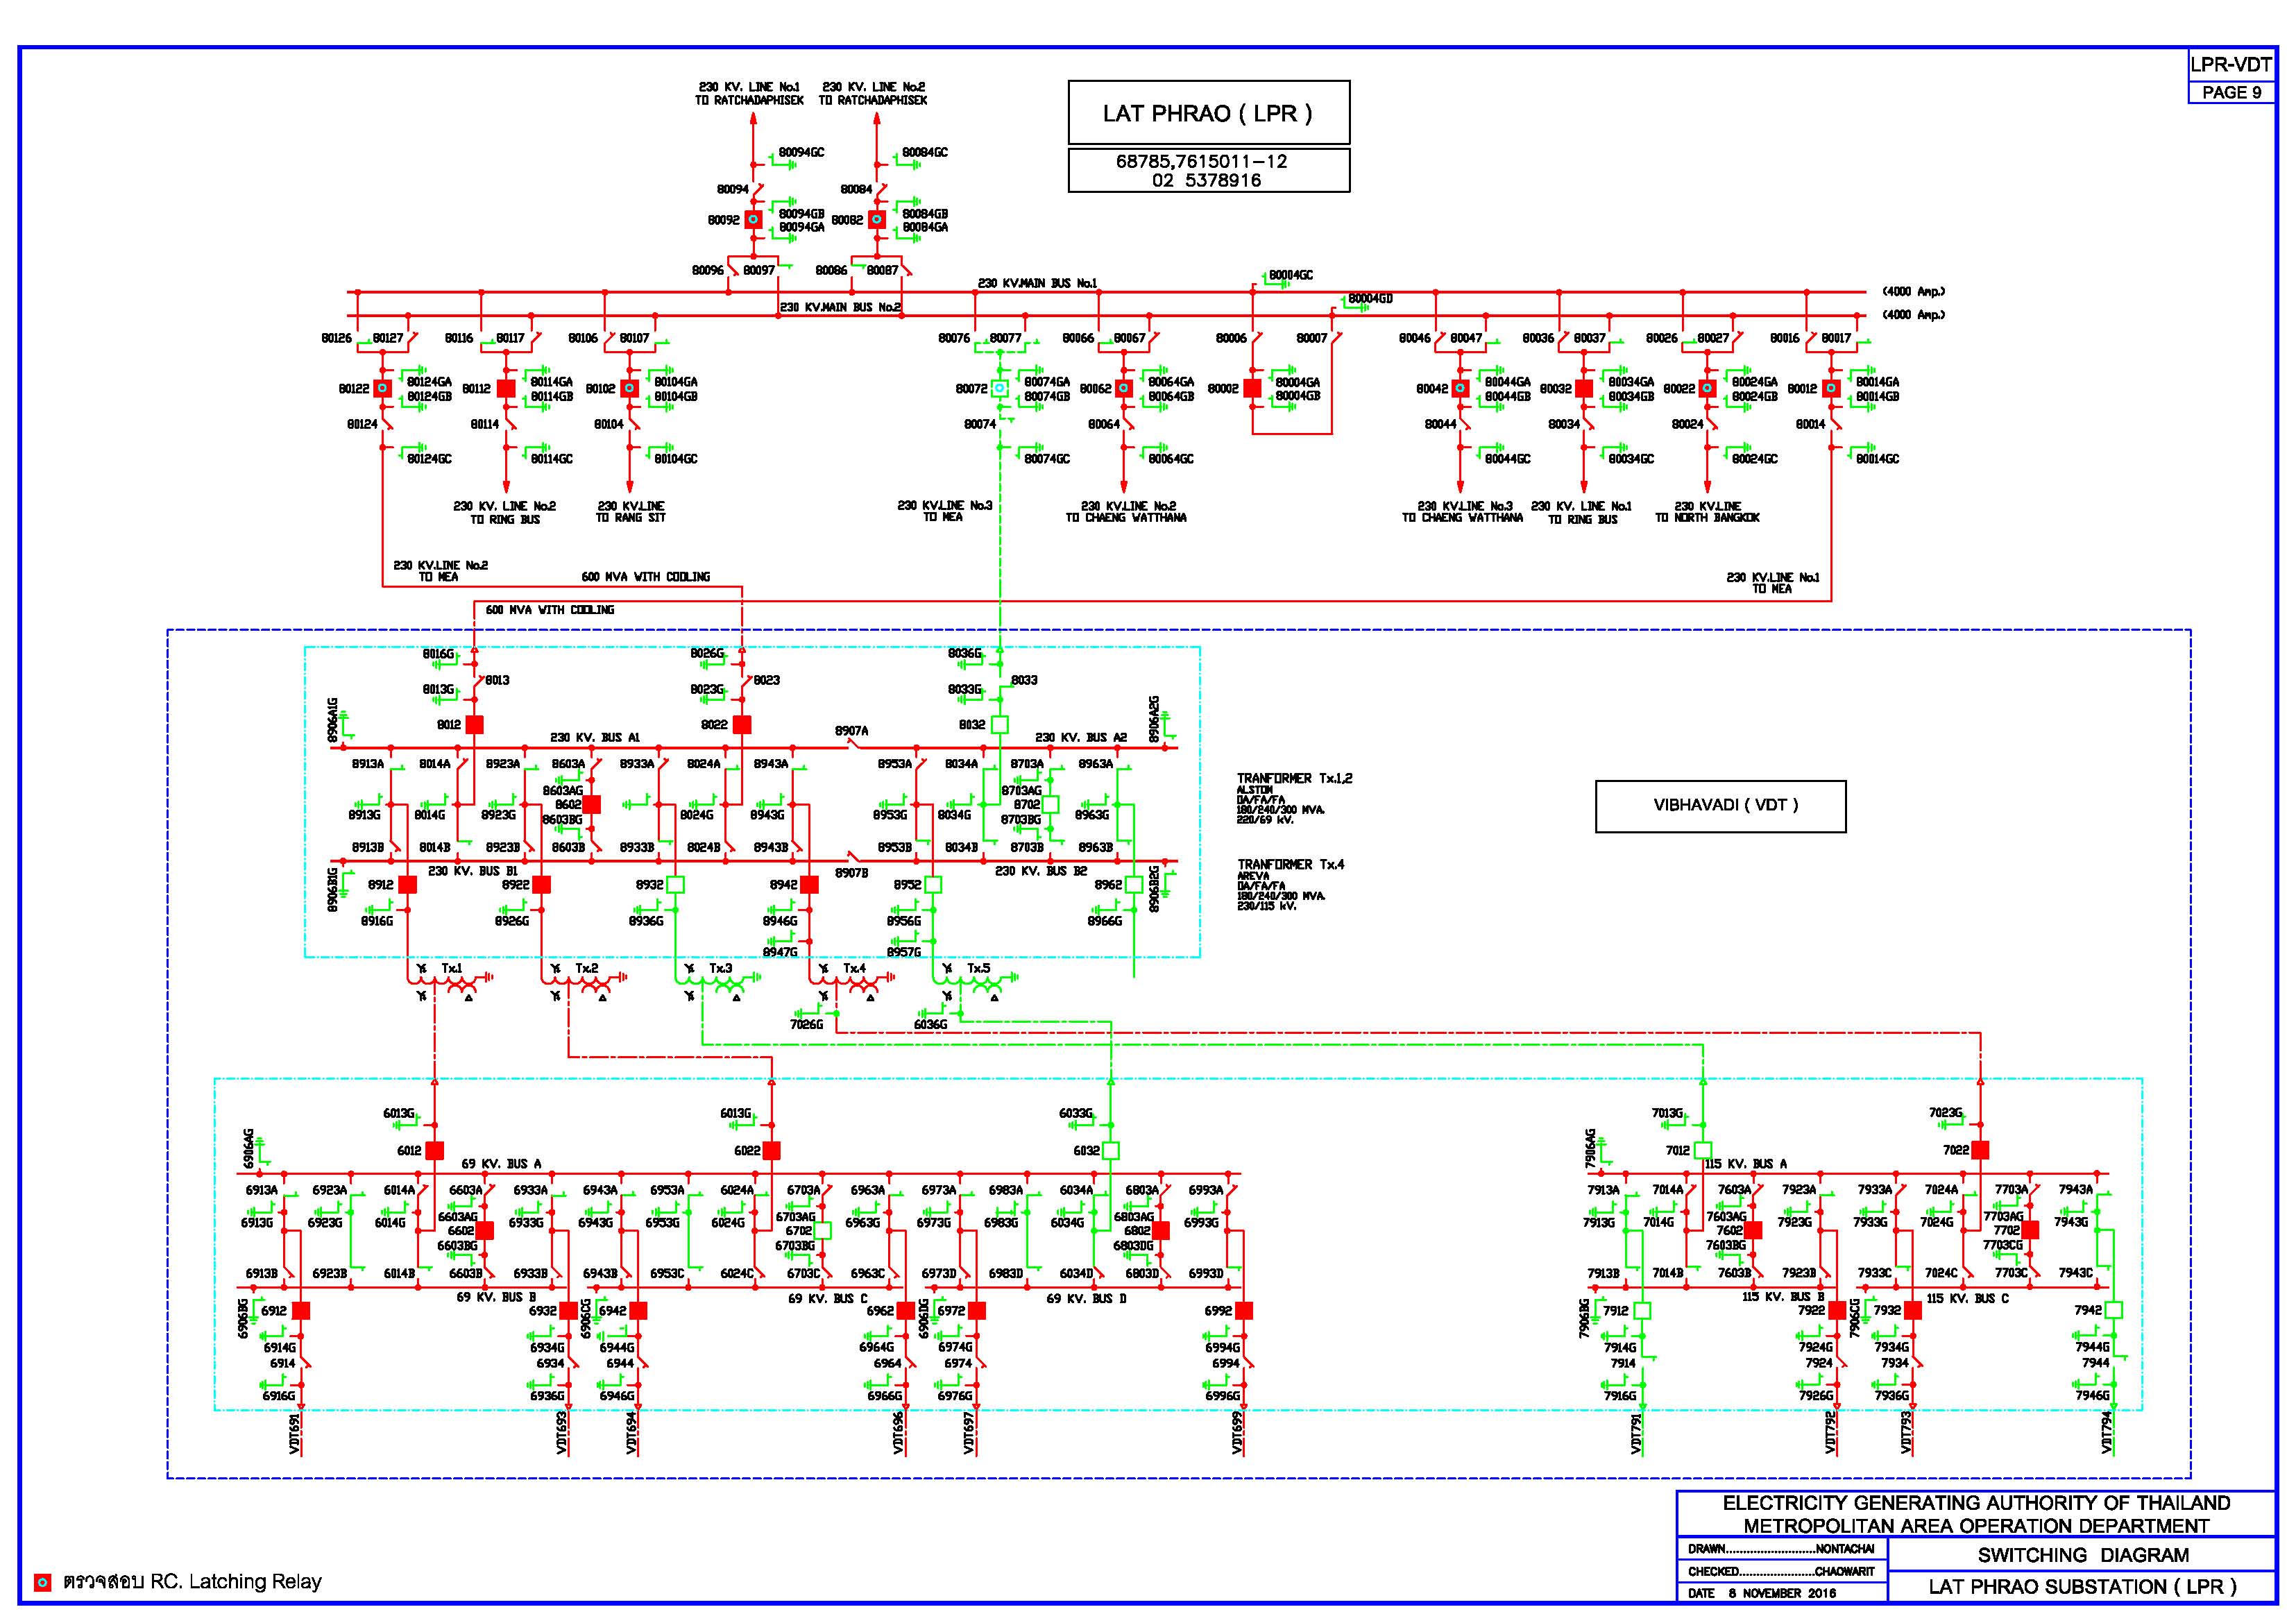 LPR-VDT
PAGE 9
230 KV. LINE No.1
TO RATCHADAPHISEK
230 KV. LINE No.2
TO RATCHADAPHISEK
LAT PHRAO ( LPR )
68785,7615011-12
02 5378916
80094GC
80084GC
80094
80084
80092
80094GB
80094GA
80082
80084GB
80084GA
80096
80097
80086
80087
80004GC
230 KV.MAIN BUS No.1
(4000 Amp.)
80004GD
230 KV.MAIN BUS No.2
(4000 Amp.)
80126
80127
80116
80117
80106
80107
80076
80077
80066
80067
80006
80007
80046
80047
80036
80037
80026
80027
80016
80017
80122
80124GA
80124GB
80112
80114GA
80114GB
80102
80104GA
80104GB
80072
80074GA
80074GB
80062
80064GA
80064GB
80002
80004GA
80004GB
80042
80044GA
80044GB
80032
80034GA
80034GB
80022
80024GA
80024GB
80012
80014GA
80014GB
80124
80114
80104
80074
80064
80044
80034
80024
80014
80124GC
80114GC
80104GC
80074GC
80064GC
80044GC
80034GC
80024GC
80014GC
230 KV. LINE No.2
TO RING BUS
230 KV.LINE
TO RANG SIT
230 KV.LINE No.3
TO MEA
230 KV.LINE No.2
TO CHAENG WATTHANA
230 KV.LINE No.3
TO CHAENG WATTHANA
230 KV. LINE No.1
TO RING BUS
230 KV.LINE
TO NORTH BANGKOK
230 KV.LINE No.2
TO MEA
600 MVA WITH COOLING
230 KV.LINE No.1
TO MEA
600 MVA WITH COOLING
8016G
8026G
8036G
8013
8023
8033
8013G
8023G
8033G
8906A1G
8906A2G
8012
8022
8032
8907A
230 KV. BUS A1
230 KV. BUS A2
8913A
8014A
8923A
8603A
8933A
8024A
8943A
8953A
8034A
8703A
8963A
8603AG
8703AG
8602
8702
8913G
8014G
8923G
8603BG
8024G
8943G
8953G
8034G
8703BG
8963G
8913B
8014B
8923B
8603B
8933B
8024B
8943B
8953B
8034B
8703B
8963B
230 KV. BUS B1
8907B
230 KV. BUS B2
8906B1G
8906B2G
8912
8922
8932
8942
8952
8962
8916G
8926G
8936G
8946G
8956G
8966G
8947G
8957G
TRANFORMER Tx.1,2
ALSTOM
OA/FA/FA
180/240/300 MVA.
220/69 kV.
TRANFORMER Tx.4
AREVA
OA/FA/FA
180/240/300 MVA.
230/115 kV.
VIBHAVADI ( VDT )
Tx.1
Tx.2
Tx.3
Tx.4
Tx.5
7026G
6036G
6013G
6013G
6033G
7013G
7023G
6906AG
7906AG
6012
6022
6032
7012
7022
69 KV. BUS A
115 KV. BUS A
6913A
6923A
6014A
6603A
6933A
6943A
6953A
6024A
6703A
6963A
6973A
6983A
6034A
6803A
6993A
7913A
7014A
7603A
7923A
7933A
7024A
7703A
7943A
6913G
6923G
6014G
6603AG
6933G
6943G
6953G
6024G
6703AG
6963G
6973G
6983G
6034G
6803AG
6993G
7913G
7014G
7603AG
7923G
7933G
7024G
7703AG
7943G
6602
6702
6802
7602
7702
6603BG
6703BG
6803DG
7603BG
7703CG
6913B
6923B
6014B
6603B
6933B
6943B
6953C
6024C
6703C
6963C
6973D
6983D
6034D
6803D
6993D
7913B
7014B
7603B
7923B
7933C
7024C
7703C
7943C
69 KV. BUS B
69 KV. BUS C
69 KV. BUS D
115 KV. BUS B
115 KV. BUS C
6906BG
6906CG
6906DG
7906BG
7906CG
6912
6932
6942
6962
6972
6992
7912
7922
7932
7942
6914G
6934G
6944G
6964G
6974G
6994G
7914G
7924G
7934G
7944G
6914
6934
6944
6964
6974
6994
7914
7924
7934
7944
6916G
6936G
6946G
6966G
6976G
6996G
7916G
7926G
7936G
7946G
VDT691
VDT693
VDT694
VDT696
VDT697
VDT699
VDT791
VDT792
VDT793
VDT794
ELECTRICITY GENERATING AUTHORITY OF THAILAND
METROPOLITAN AREA OPERATION DEPARTMENT
DRAWN..........................NONTACHAI
CHECKED......................CHAOWARIT
DATE 8 NOVEMBER 2016
SWITCHING DIAGRAM
LAT PHRAO SUBSTATION ( LPR )
ตรวจสอบ RC. Latching Relay